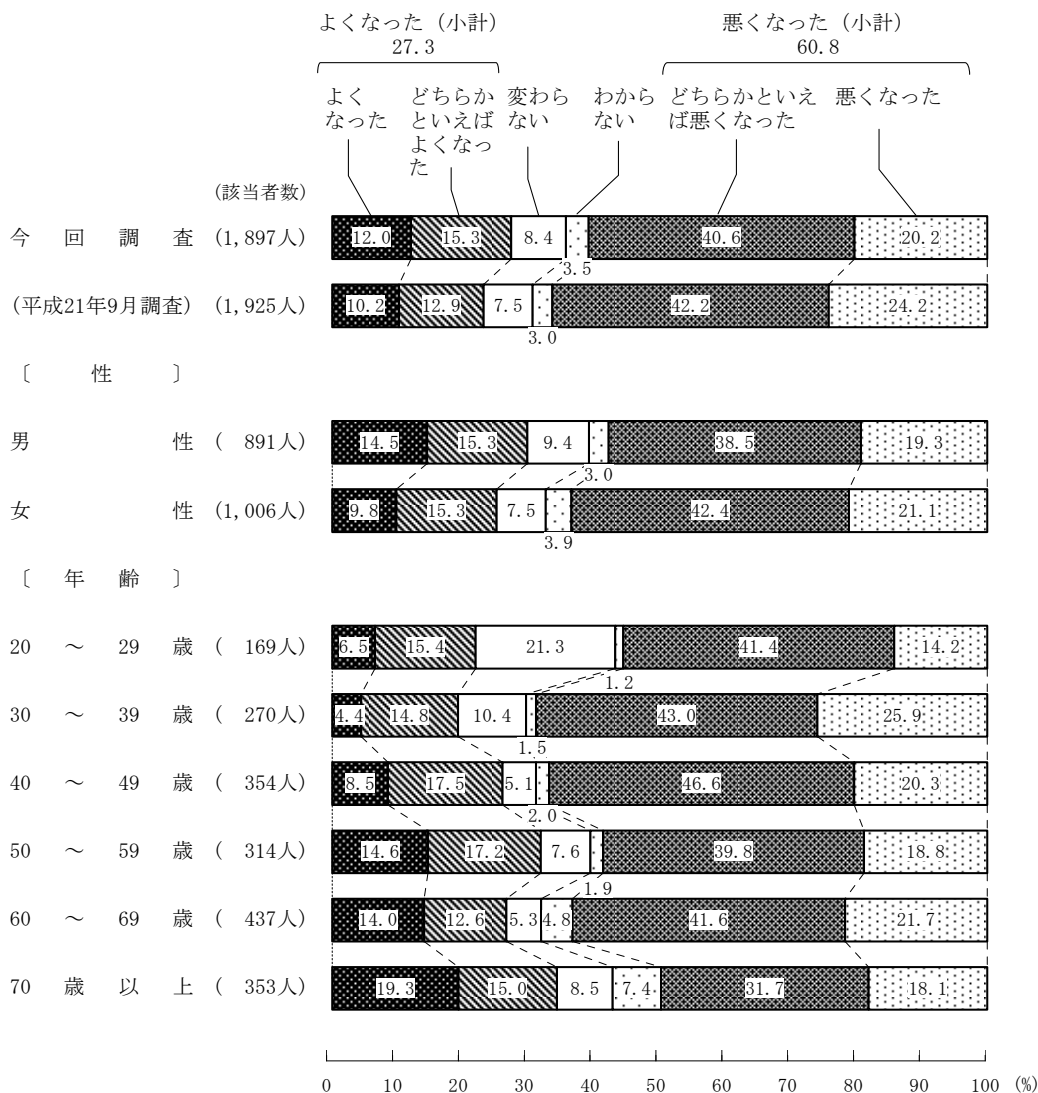 よくなった（小計）
27.3
悪くなった（小計）
60.8
よく
なった
どちらか
といえば
よくなっ
た
変わら
ない
わから
ない
どちらかといえ
ば悪くなった
悪くなった
(該当者数)
今回調査 (1,897人) 12.0 15.3 8.4 3.5 40.6 20.2
(平成21年9月調査) (1,925人) 10.2 12.9 7.5 3.0 42.2 24.2
〔性〕
男性 ( 891人) 14.5 15.3 9.4 3.0 38.5 19.3
女性 (1,006人) 9.8 15.3 7.5 3.9 42.4 21.1
〔年齢〕
20～29歳 ( 169人) 6.5 15.4 21.3 1.2 41.4 14.2
30～39歳 ( 270人) 4.4 14.8 10.4 1.5 43.0 25.9
40～49歳 ( 354人) 8.5 17.5 5.1 2.0 46.6 20.3
50～59歳 ( 314人) 14.6 17.2 7.6 1.9 39.8 18.8
60～69歳 ( 437人) 14.0 12.6 5.3 4.8 41.6 21.7
70歳以上 ( 353人) 19.3 15.0 8.5 7.4 31.7 18.1
0 10 20 30 40 50 60 70 80 90 100 (%)